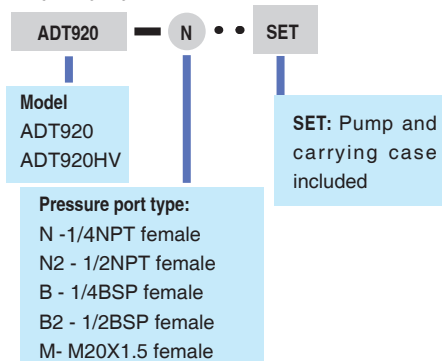 ADT920 — N • • SET
Model
ADT920
ADT920HV
SET: Pump and
carrying case
included
Pressure port type:
N -1/4NPT female
N2 - 1/2NPT female
B - 1/4BSP female
B2 - 1/2BSP female
M- M20X1.5 female